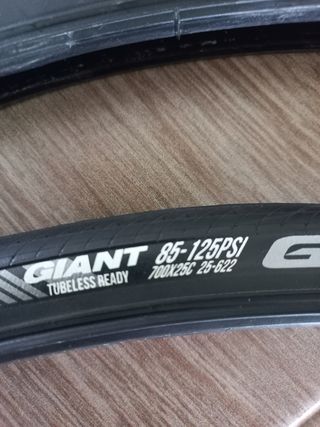 GIANT
TUBELESS READY
85-125PSI
700X25C 25-622
G